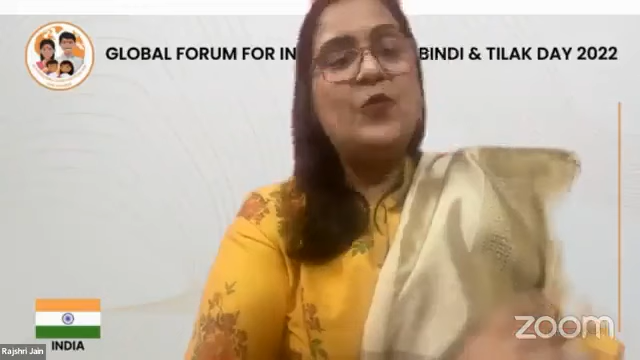 GLOBAL FORUM FOR IN BINDI & TILAK DAY 2022
INDIA
Rajshri Jain
zoom